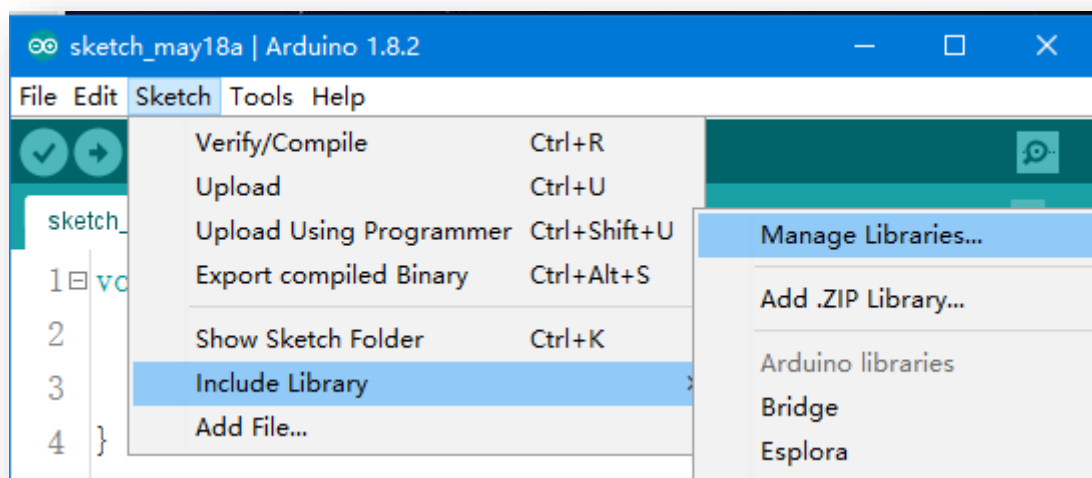 sketch_may18a | Arduino 1.8.2
File Edit Sketch Tools Help
Verify/Compile Ctrl+R
Upload Ctrl+U
Upload Using Programmer Ctrl+Shift+U
Export compiled Binary Ctrl+Alt+S
Show Sketch Folder Ctrl+K
Include Library
Add File...
Manage Libraries...
Add .ZIP Library...
Arduino libraries
Bridge
Esplora
sketch_
1 vo
2
3
4 }